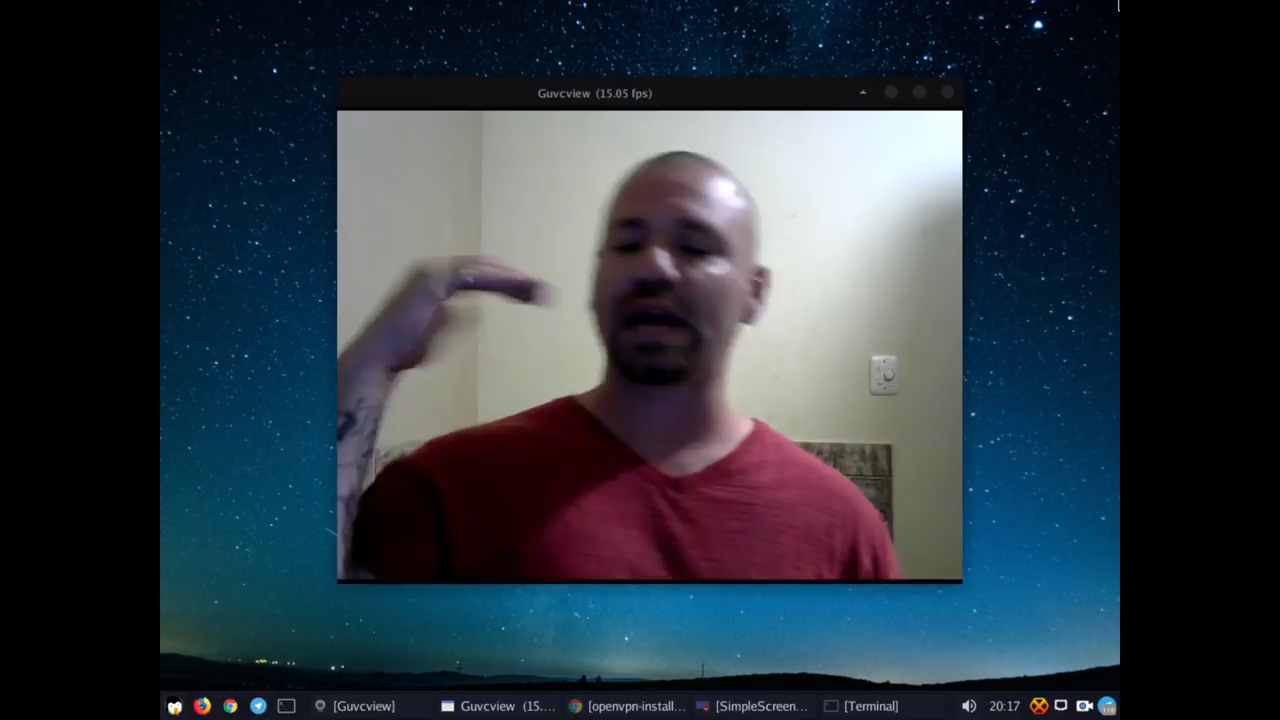 Guvcview (15.05 fps)
[Guvcview]
Guvcview (15....
[openvpn-install...
[SimpleScreen...
[Terminal]
20:17